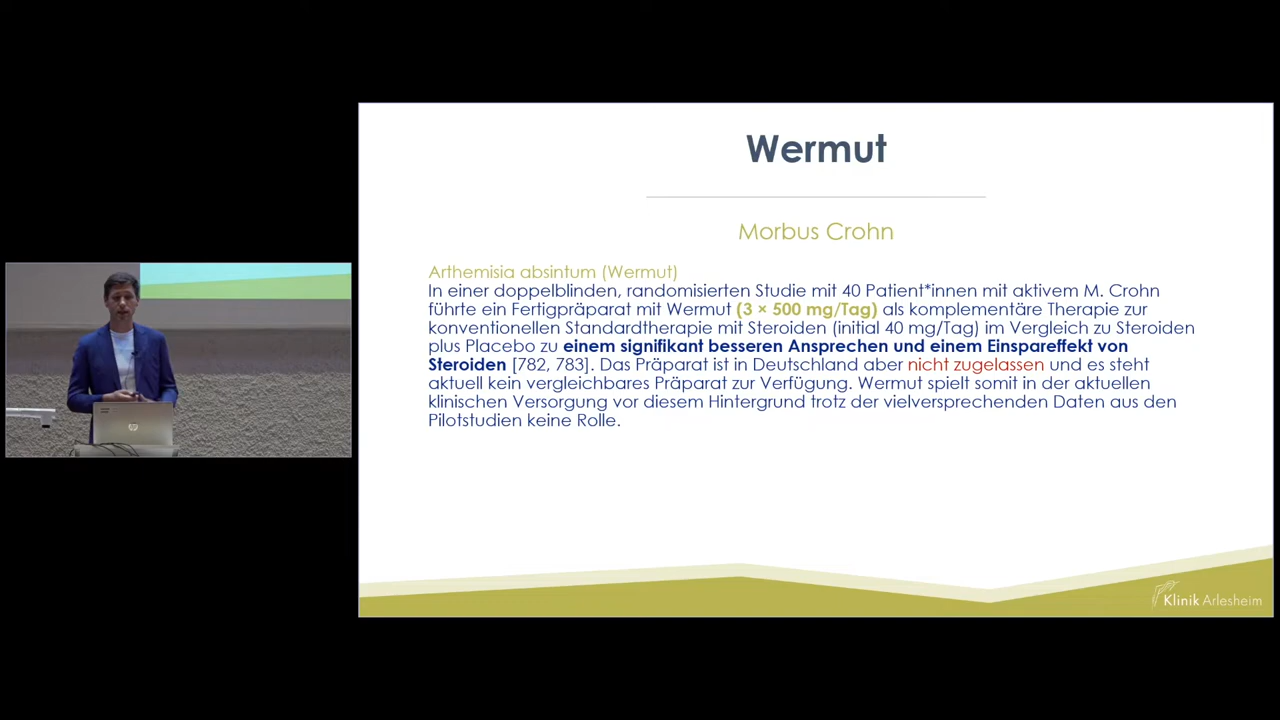 Wermut
Morbus Crohn
Arthemisia absintum (Wermut)
In einer doppelblinden, randomisierten Studie mit 40 Patient*innen mit aktivem M. Crohn
führte ein Fertigpräparat mit Wermut (3 × 500 mg/Tag) als komplementäre Therapie zur
konventionellen Standardtherapie mit Steroiden (initial 40 mg/Tag) im Vergleich zu Steroiden
plus Placebo zu einem signifikant besseren Ansprechen und einem Einspareffekt von
Steroiden [782, 783]. Das Präparat ist in Deutschland aber nicht zugelassen und es steht
aktuell kein vergleichbares Präparat zur Verfügung. Wermut spielt somit in der aktuellen
klinischen Versorgung vor diesem Hintergrund trotz der vielversprechenden Daten aus den
Pilotstudien keine Rolle.
Klinik Arlesheim
hp